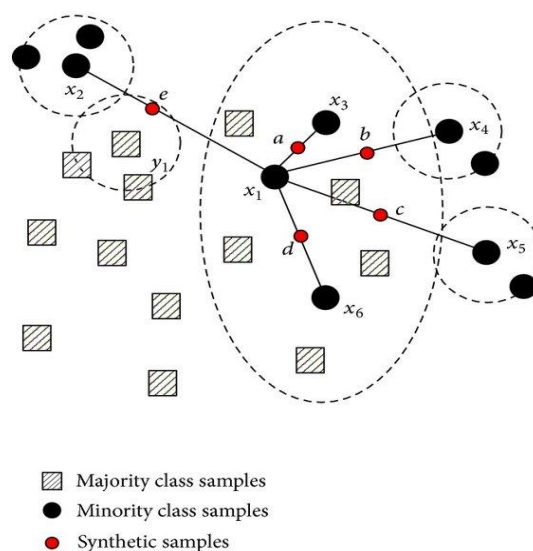 e
x2
x3
a
b
x4
y1
x1
c
d
x5
x6
Majority class samples
Minority class samples
Synthetic samples